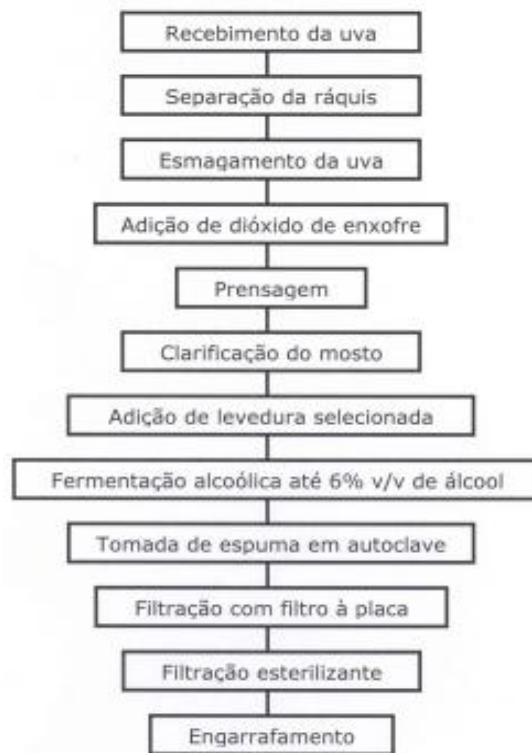 Recebimento da uva
Separação da ráquis
Esmagamento da uva
Adição de dióxido de enxofre
Prensagem
Clarificação do mosto
Adição de levedura selecionada
Fermentação alcoólica até 6% v/v de álcool
Tomada de espuma em autoclave
Filtração com filtro à placa
Filtração esterilizante
Engarrafamento